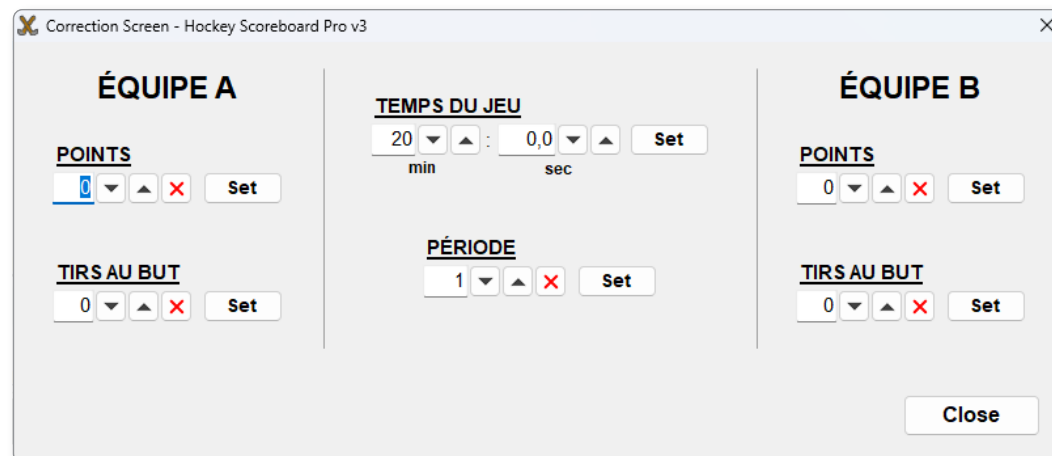 Correction Screen - Hockey Scoreboard Pro v3
ÉQUIPE A
POINTS
0 Set
TIRS AU BUT
0 Set
TEMPS DU JEU
20 : 0,0 Set
min sec
PÉRIODE
1 Set
ÉQUIPE B
POINTS
0 Set
TIRS AU BUT
0 Set
Close